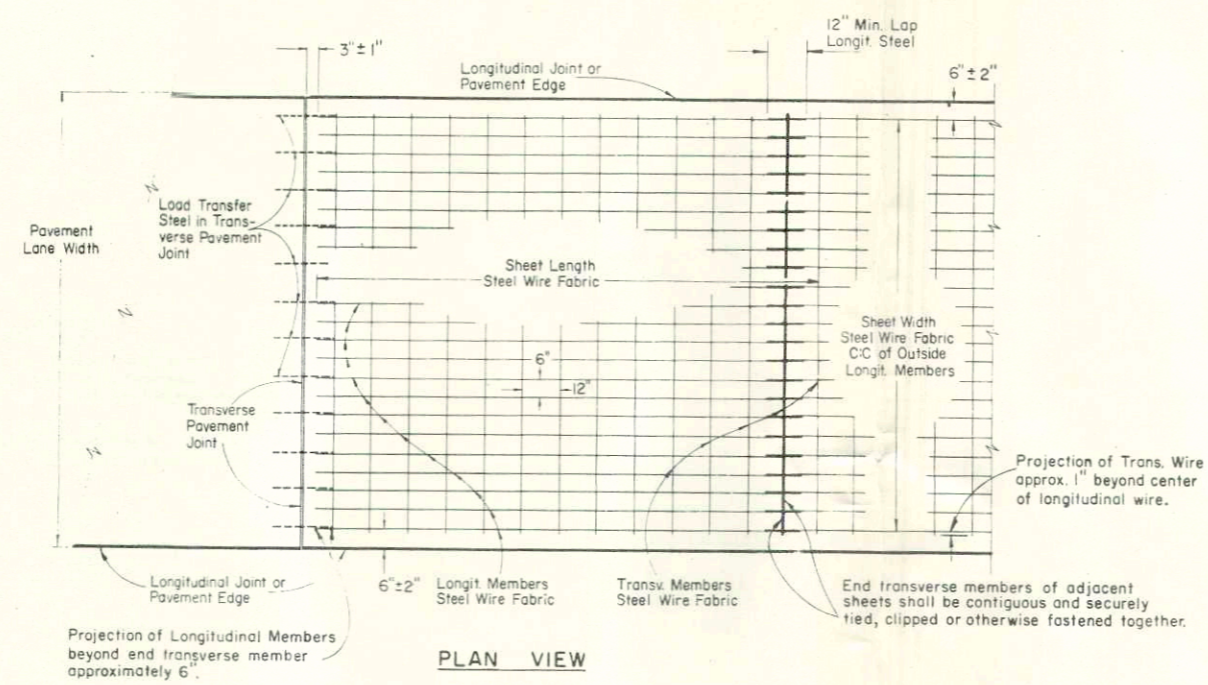 12" Min. Lap
Longit. Steel
3"± 1"
Longitudinal Joint or
Pavement Edge
6"± 2"
Load Transfer
Steel in Trans-
verse Pavement
Joint
Pavement
Lane Width
Sheet Length
Steel Wire Fabric
Sheet Width
Steel Wire Fabric
C:C of Outside
Longit. Members
6"
12"
Transverse
Pavement
Joint
Projection of Trans. Wire
approx. 1" beyond center
of longitudinal wire.
Longitudinal Joint or
Pavement Edge
6"±2"
Longit. Members
Steel Wire Fabric
Transv. Members
Steel Wire Fabric
End transverse members of adjacent
sheets shall be contiguous and securely
tied, clipped or otherwise fastened together.
Projection of Longitudinal Members
beyond end transverse member
approximately 6".
PLAN VIEW